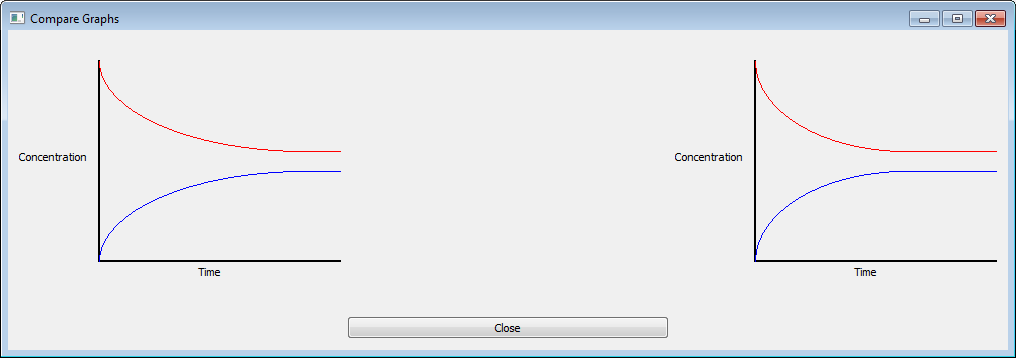 Compare Graphs
Concentration
Time
Concentration
Time
Close